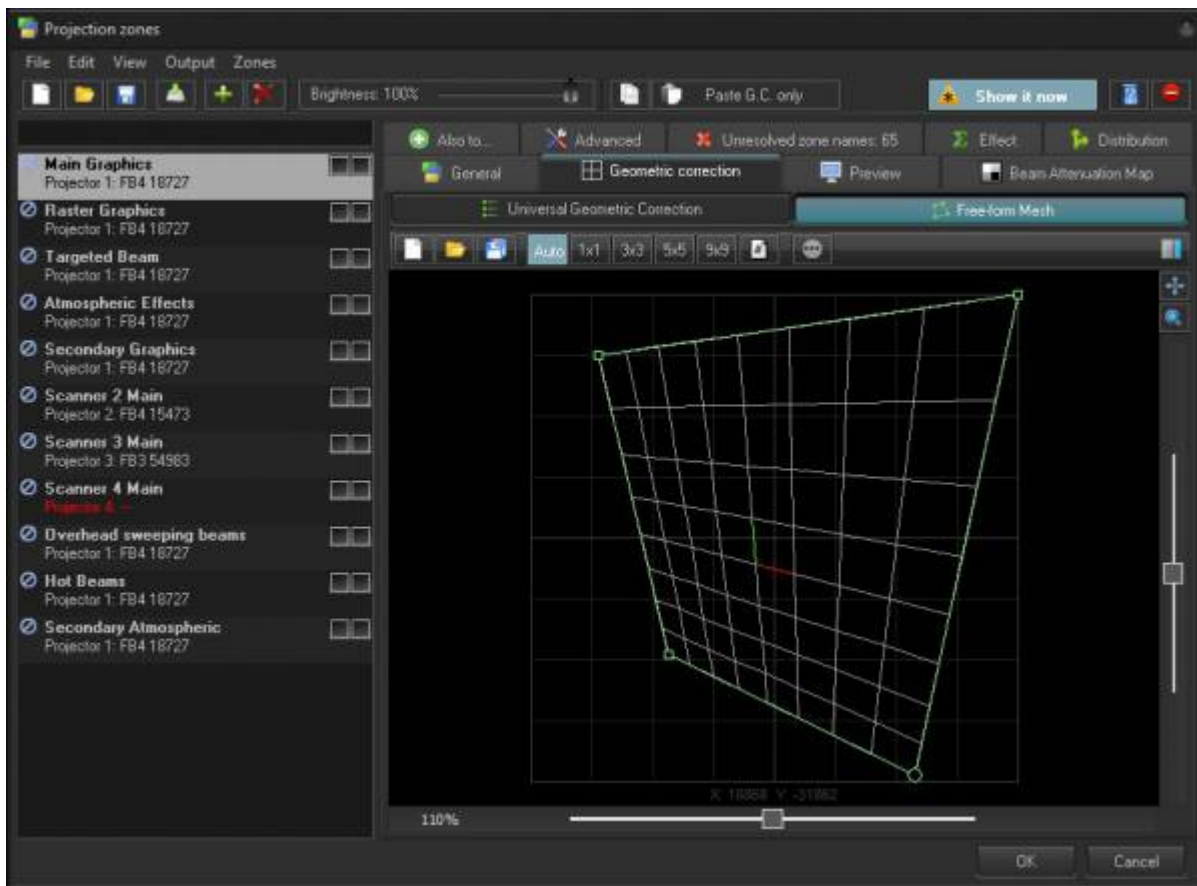 Projection zones
File Edit View Output Zones
Brightness: 100%
Paste G.C. only
Show it now
Also to...
Advanced
Unresolved zone names: 65
Effect
Distribution
General
Geometric correction
Preview
Beam Attenuation Map
Universal Geometric Correction
Free-form Mesh
Auto 1x1 3x3 5x5 9x9 #
Main Graphics
Projector 1: FB4 18727
Raster Graphics
Projector 1: FB4 18727
Targeted Beam
Projector 1: FB4 18727
Atmospheric Effects
Projector 1: FB4 18727
Secondary Graphics
Projector 1: FB4 18727
Scanner 2 Main
Projector 2: FB4 15473
Scanner 3 Main
Projector 3: FB3 54983
Scanner 4 Main
Projector 4: --
Overhead sweeping beams
Projector 1: FB4 18727
Hot Beams
Projector 1: FB4 18727
Secondary Atmospheric
Projector 1: FB4 18727
X: 18868 Y: -31862
110%
OK
Cancel